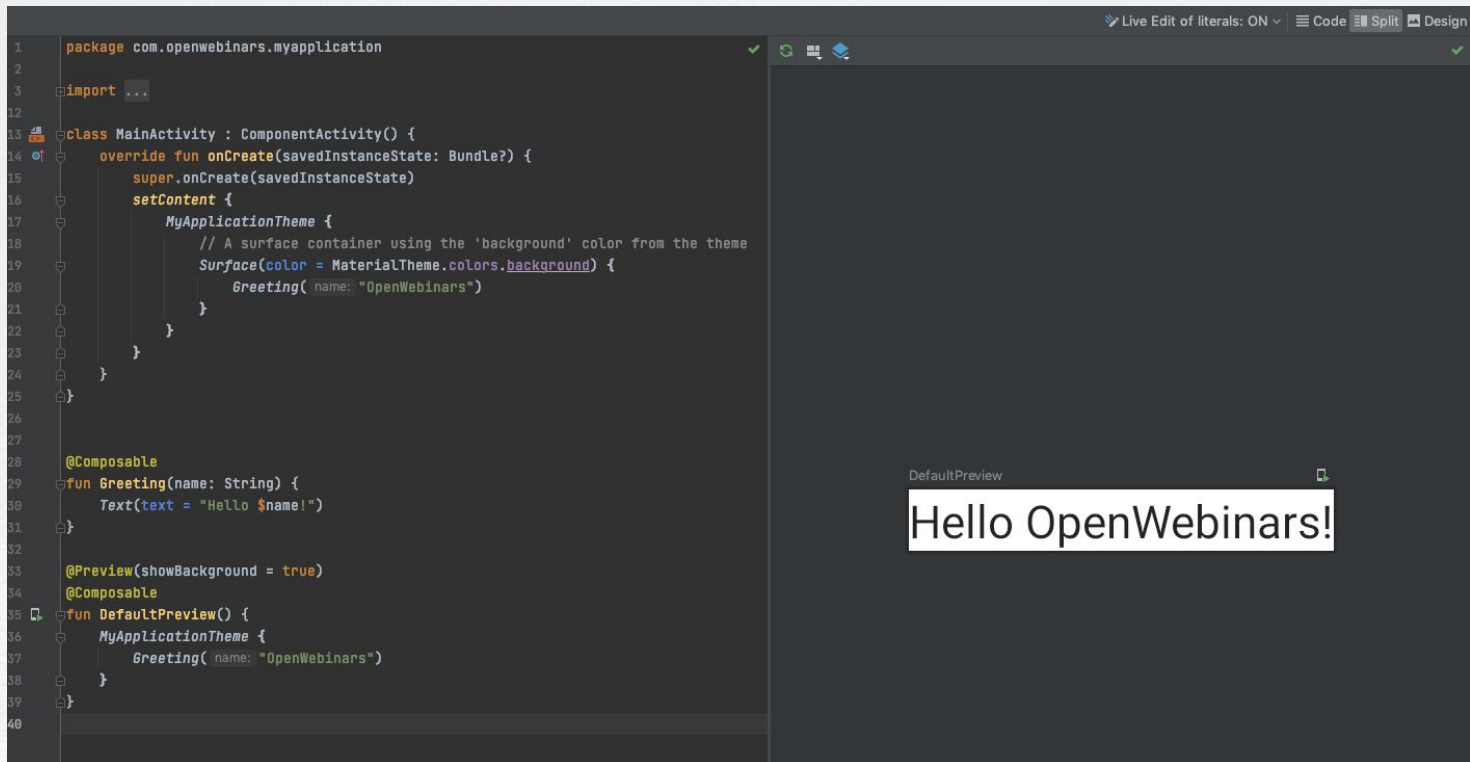 Live Edit of literals: ON Code Split Design
1 package com.openwebinars.myapplication
2
3 import ...
12
13 class MainActivity : ComponentActivity() {
14     override fun onCreate(savedInstanceState: Bundle?) {
15         super.onCreate(savedInstanceState)
16         setContent {
17             MyApplicationTheme {
18                 // A surface container using the 'background' color from the theme
19                 Surface(color = MaterialTheme.colors.background) {
20                     Greeting( name: "OpenWebinars")
21                 }
22             }
23         }
24     }
25 }
26
27
28 @Composable
29 fun Greeting(name: String) {
30     Text(text = "Hello $name!")
31 }
32
33 @Preview(showBackground = true)
34 @Composable
35 fun DefaultPreview() {
36     MyApplicationTheme {
37         Greeting( name: "OpenWebinars")
38     }
39 }
40
DefaultPreview
Hello OpenWebinars!